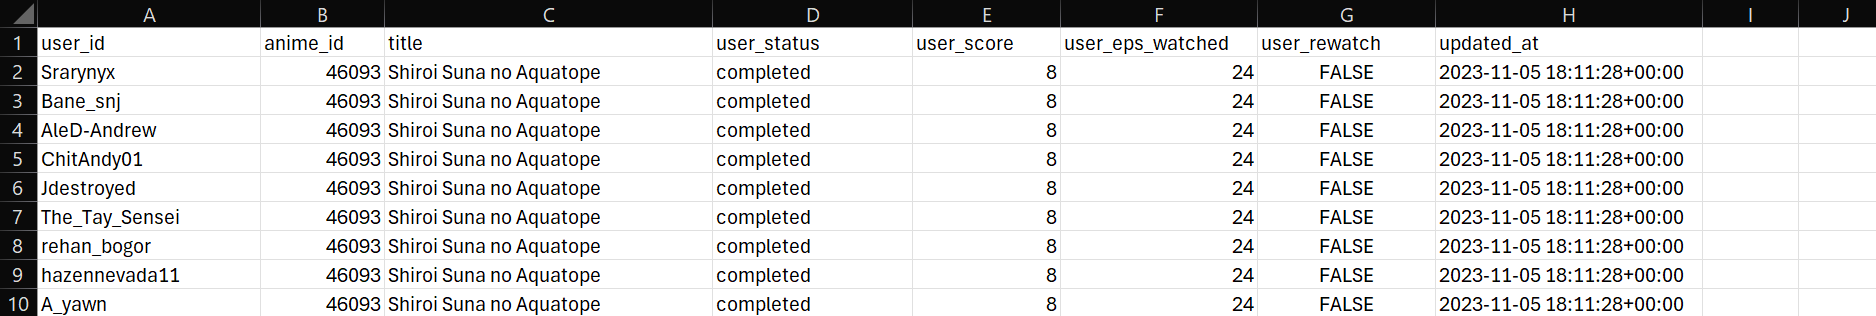 A B C D E F G H I J
1 user_id anime_id title user_status user_score user_eps_watched user_rewatch updated_at
2 Srarynyx 46093 Shiroi Suna no Aquatope completed 8 24 FALSE 2023-11-05 18:11:28+00:00
3 Bane_snj 46093 Shiroi Suna no Aquatope completed 8 24 FALSE 2023-11-05 18:11:28+00:00
4 AleD-Andrew 46093 Shiroi Suna no Aquatope completed 8 24 FALSE 2023-11-05 18:11:28+00:00
5 ChitAndy01 46093 Shiroi Suna no Aquatope completed 8 24 FALSE 2023-11-05 18:11:28+00:00
6 Jdestroyed 46093 Shiroi Suna no Aquatope completed 8 24 FALSE 2023-11-05 18:11:28+00:00
7 The_Tay_Sensei 46093 Shiroi Suna no Aquatope completed 8 24 FALSE 2023-11-05 18:11:28+00:00
8 rehan_bogor 46093 Shiroi Suna no Aquatope completed 8 24 FALSE 2023-11-05 18:11:28+00:00
9 hazennevada11 46093 Shiroi Suna no Aquatope completed 8 24 FALSE 2023-11-05 18:11:28+00:00
10 A_yawn 46093 Shiroi Suna no Aquatope completed 8 24 FALSE 2023-11-05 18:11:28+00:00